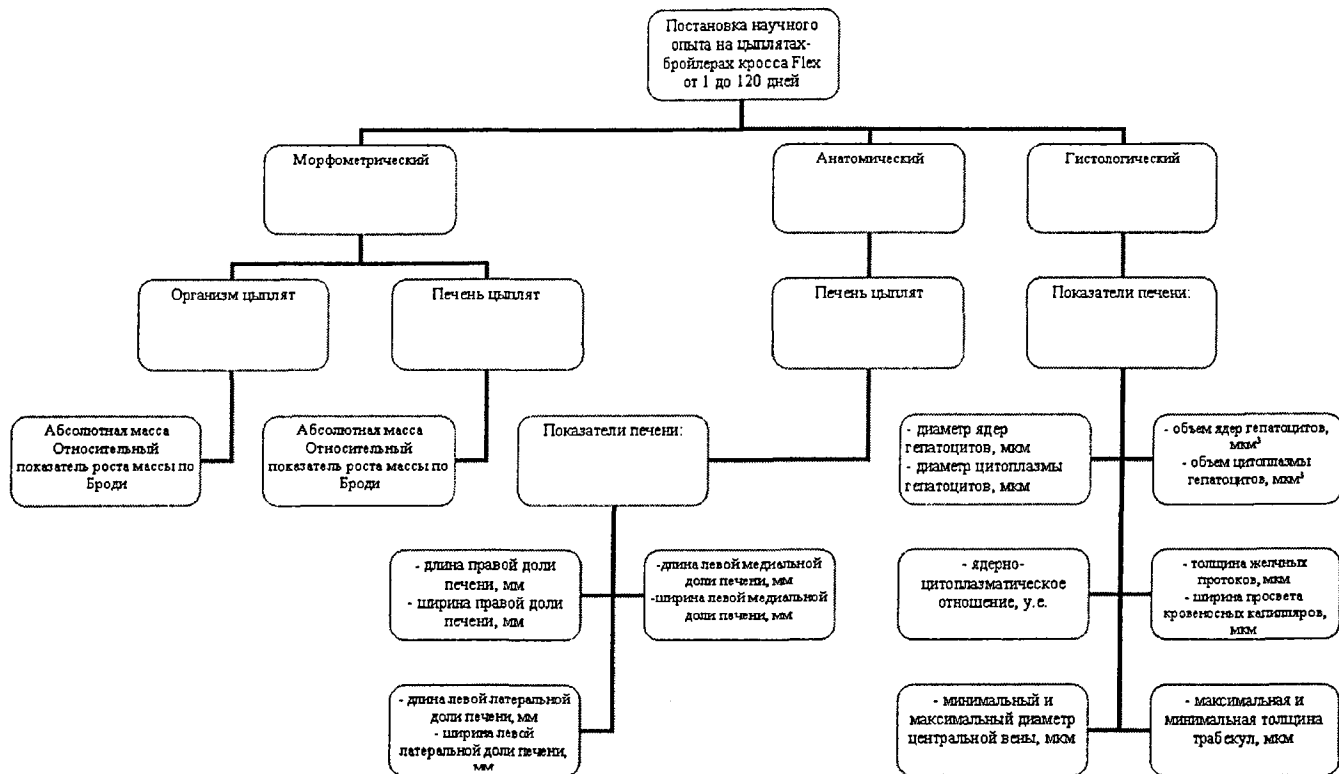 Постановка научного
опыта на цыплятах-
бройлерах кросса Flex
от 1 до 120 дней
Морфометрический
Анатомический
Гистологический
Организм цыплят
Печень цыплят
Печень цыплят
Показатели печени:
Абсолютная масса
Относительный
показатель роста массы по
Броди
Абсолютная масса
Относительный
показатель роста массы по
Броди
Показатели печени:
- диаметр ядер
гепатоцитов, мкм
- диаметр цитоплазмы
гепатоцитов, мкм
- объем ядер гепатоцитов,
мкм³
- объем цитоплазмы
гепатоцитов, мкм³
- длина правой доли
печени, мм
- ширина правой доли
печени, мм
-длина левой медиальной
доли печени, мм
-ширина левой медиальной
доли печени, мм
- ядерно-
цитоплазматическое
отношение, у.е.
- толщина желчных
протоков, мкм
- ширина просвета
кровеносных капилляров,
мкм
- длина левой латеральной
доли печени, мм
- ширина левой
латеральной доли печени,
мм
- минимальный и
максимальный диаметр
центральной вены, мкм
- максимальная и
минимальная толщина
трабекул, мкм